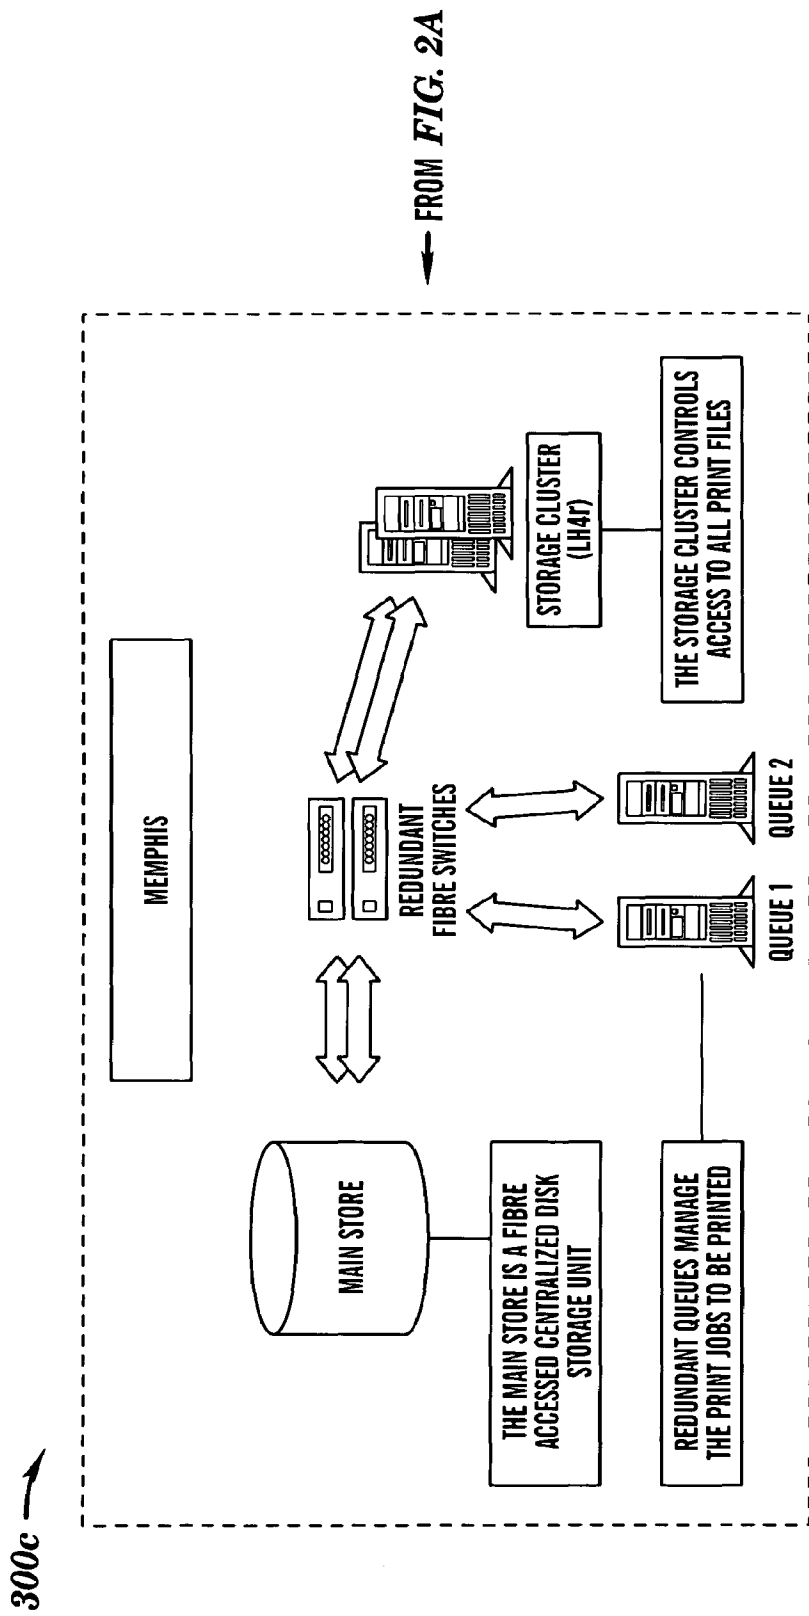 300c
FROM FIG. 2A
MEMPHIS
MAIN STORE
REDUNDANT
FIBRE SWITCHES
STORAGE CLUSTER
(LH4r)
THE MAIN STORE IS A FIBRE
ACCESSED CENTRALIZED DISK
STORAGE UNIT
THE STORAGE CLUSTER CONTROLS
ACCESS TO ALL PRINT FILES
REDUNDANT QUEUES MANAGE
THE PRINT JOBS TO BE PRINTED
QUEUE 1
QUEUE 2